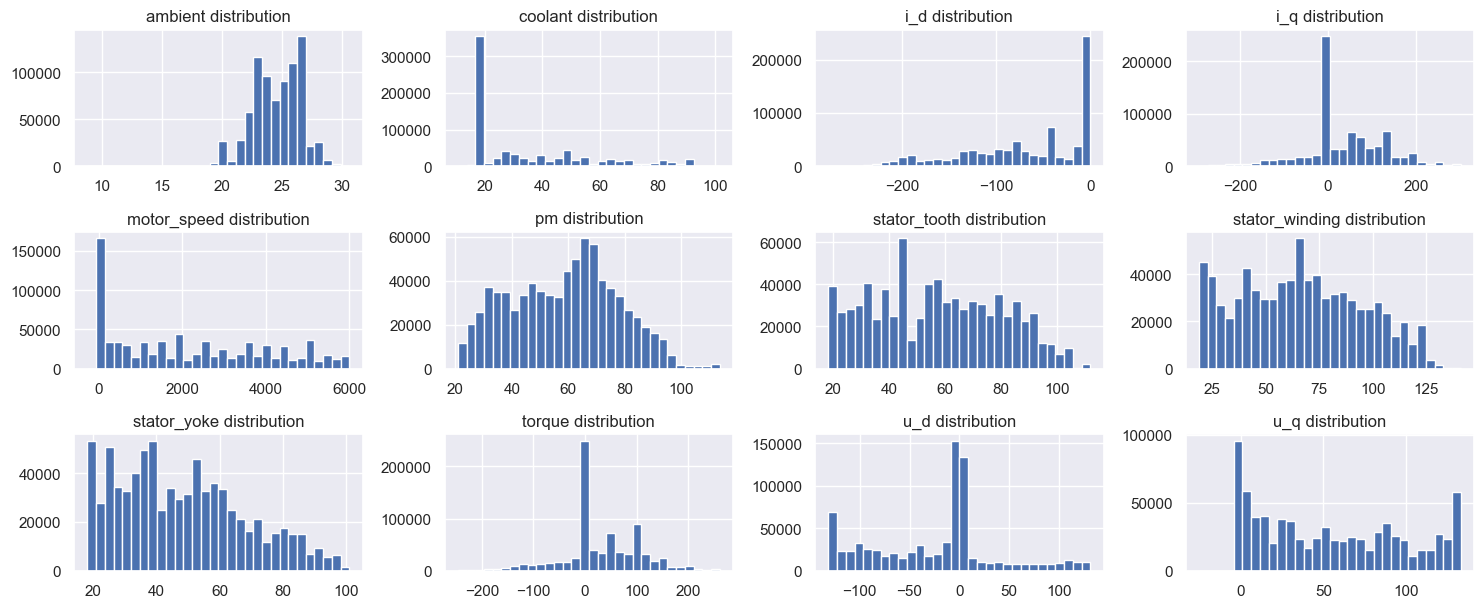 ambient distribution
coolant distribution
i_d distribution
i_q distribution
100000
50000
0
10 15 20 25 30
300000
200000
100000
0
20 40 60 80 100
200000
100000
0
−200 −100 0
200000
100000
0
−200 0 200
motor_speed distribution
pm distribution
stator_tooth distribution
stator_winding distribution
150000
100000
50000
0
0 2000 4000 6000
60000
40000
20000
0
20 40 60 80 100
60000
40000
20000
0
20 40 60 80 100
40000
20000
0
25 50 75 100 125
stator_yoke distribution
torque distribution
u_d distribution
u_q distribution
40000
20000
0
20 40 60 80 100
200000
100000
0
−200 −100 0 100 200
150000
100000
50000
0
−100 −50 0 50 100
100000
50000
0
0 50 100